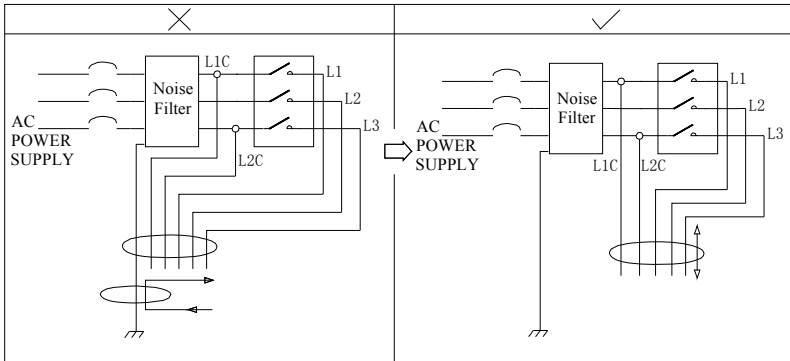 L1C
Noise
Filter
L1
L2
L3
AC
POWER
SUPPLY
L2C
Noise
Filter
L1
L2
L3
AC
POWER
SUPPLY
L1C
L2C